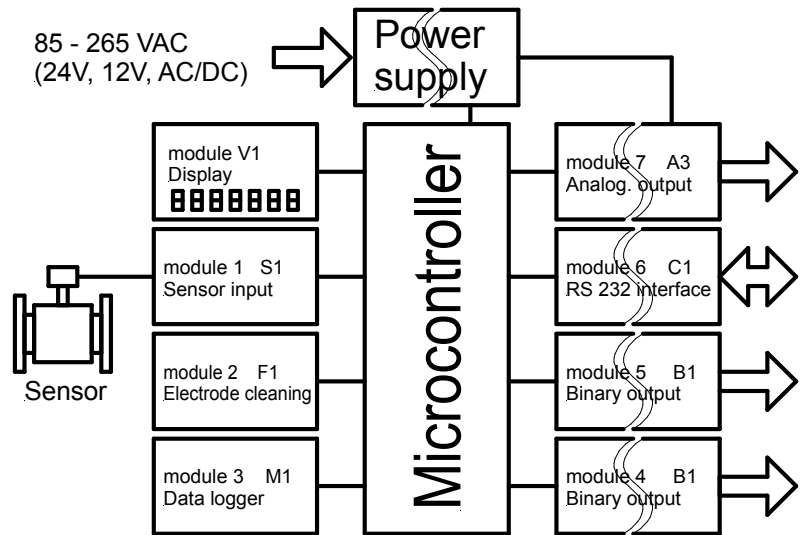 85 - 265 VAC
(24V, 12V, AC/DC)
Power
supply
module V1
Display
module 1 S1
Sensor input
Sensor
module 2 F1
Electrode cleaning
module 3 M1
Data logger
Microcontroller
module 7 A3
Analog. output
module 6 C1
RS 232 interface
module 5 B1
Binary output
module 4 B1
Binary output